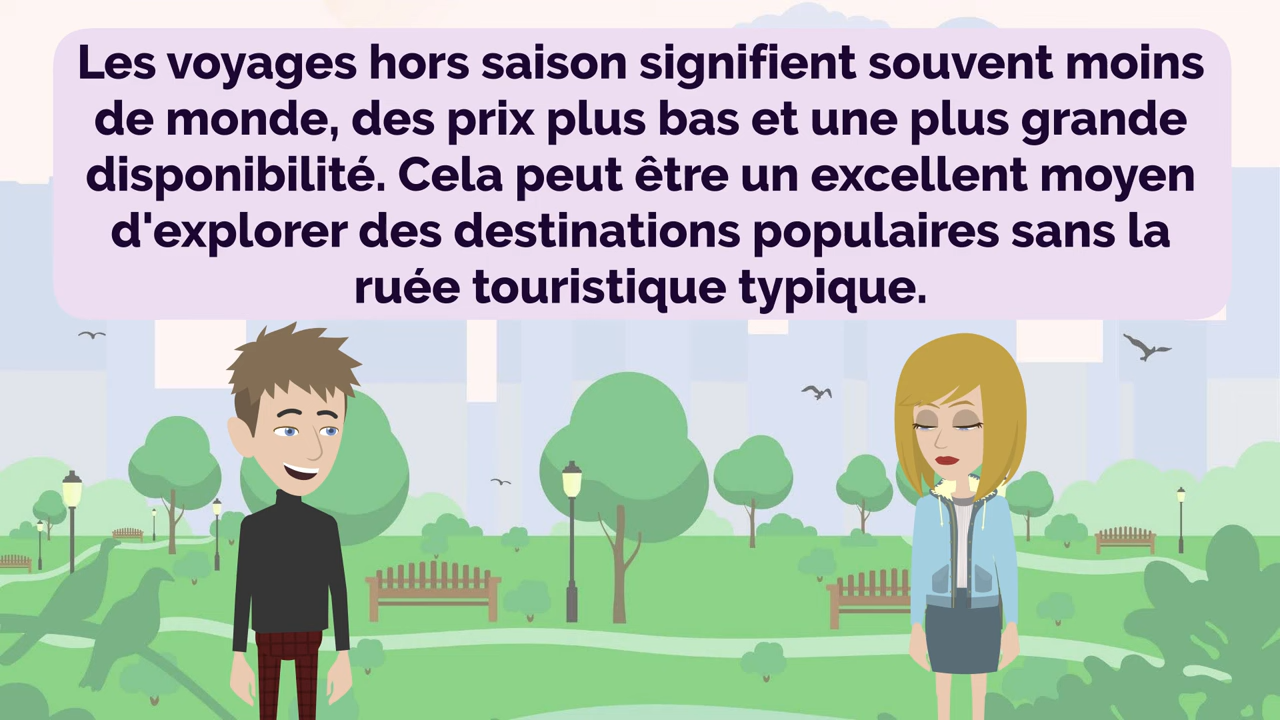 Les voyages hors saison signifient souvent moins
de monde, des prix plus bas et une plus grande
disponibilité. Cela peut être un excellent moyen
d'explorer des destinations populaires sans la
ruée touristique typique.